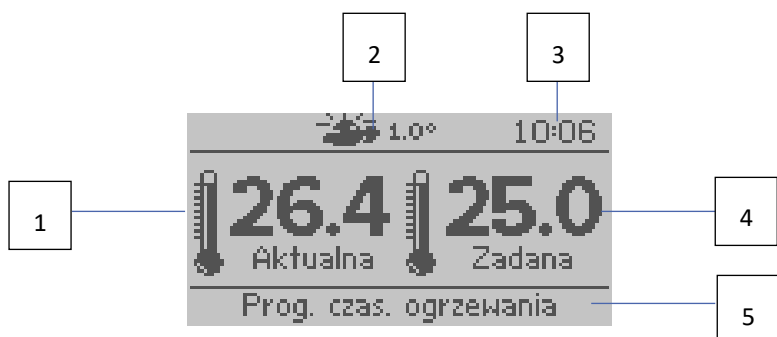 2 3
1.0° 10:06
1 26.4 25.0 4
Aktualna Zadana
Prog. czas. ogrzewania 5